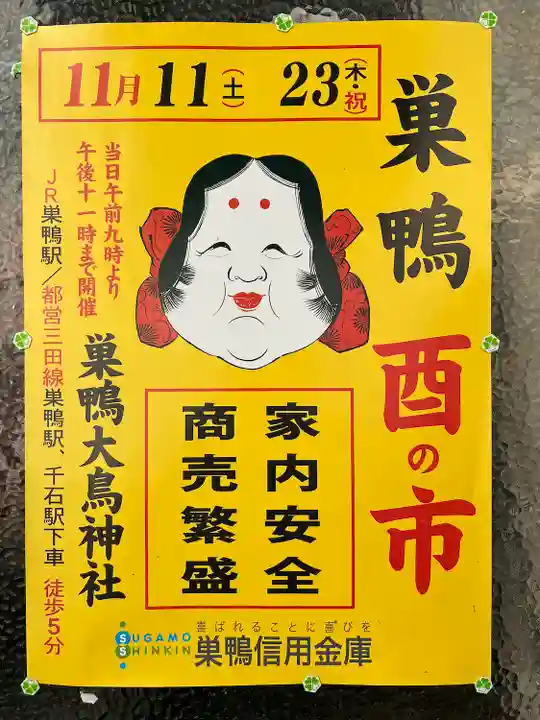 11月11(土) 23(木・祝)
巣鴨 酉の市
当日午前九時より
午後十一時まで開催
家内安全
商売繁盛
巣鴨大鳥神社
JR巣鴨駅/都営三田線巣鴨駅、千石駅下車 徒歩5分
SUGAMO
SHINKIN
喜ばれることに喜びを
巣鴨信用金庫